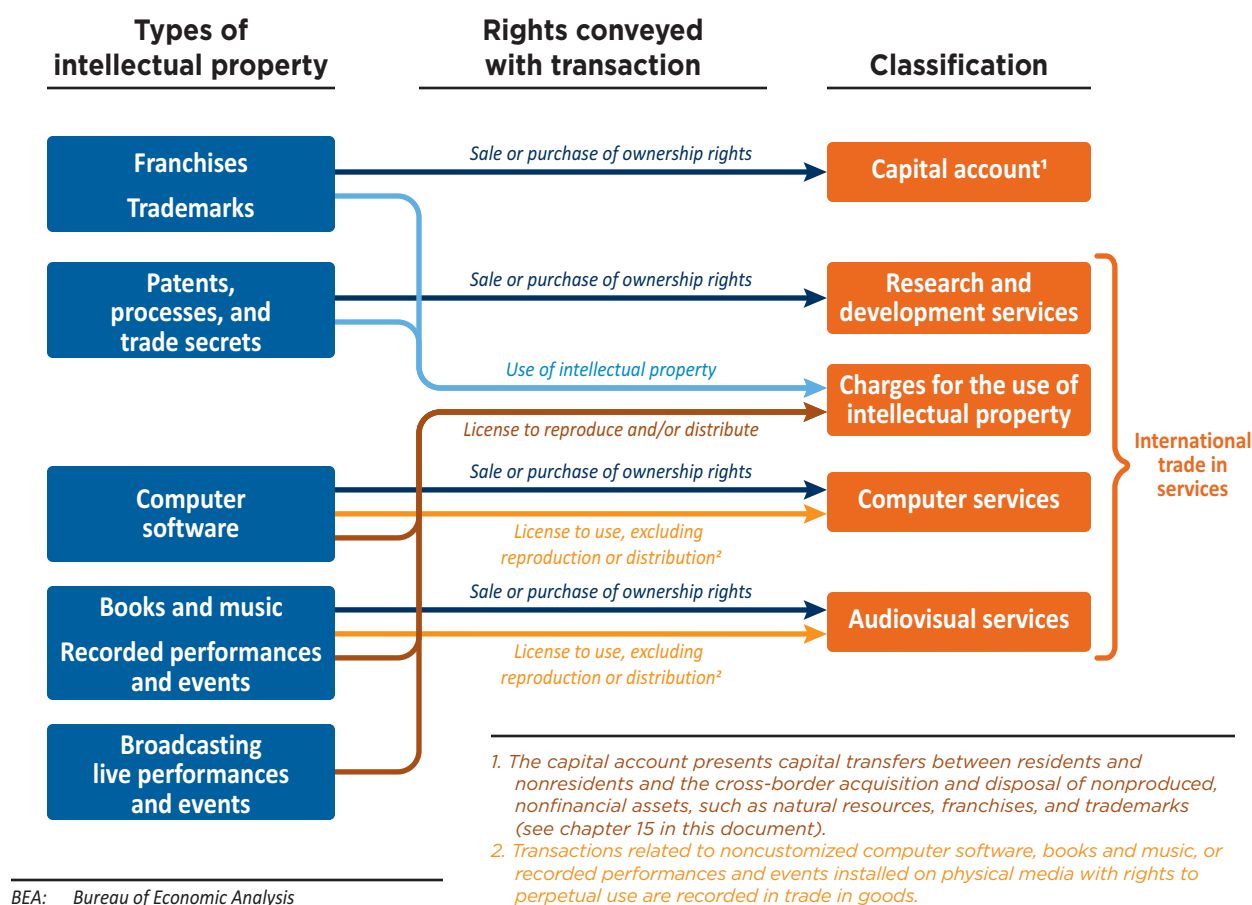 Types of
intellectual property
Rights conveyed
with transaction
Classification
Franchises
Trademarks
Sale or purchase of ownership rights
Capital account¹
Patents,
processes, and
trade secrets
Sale or purchase of ownership rights
Research and
development services
Use of intellectual property
Charges for the use of
intellectual property
License to reproduce and/or distribute
International
trade in
services
Computer
software
Sale or purchase of ownership rights
Computer services
License to use, excluding
reproduction or distribution²
Books and music
Recorded performances
and events
Sale or purchase of ownership rights
Audiovisual services
License to use, excluding
reproduction or distribution²
Broadcasting
live performances
and events
1. The capital account presents capital transfers between residents and
nonresidents and the cross-border acquisition and disposal of nonproduced,
nonfinancial assets, such as natural resources, franchises, and trademarks
(see chapter 15 in this document).
2. Transactions related to noncustomized computer software, books and music, or
recorded performances and events installed on physical media with rights to
perpetual use are recorded in trade in goods.
BEA: Bureau of Economic Analysis